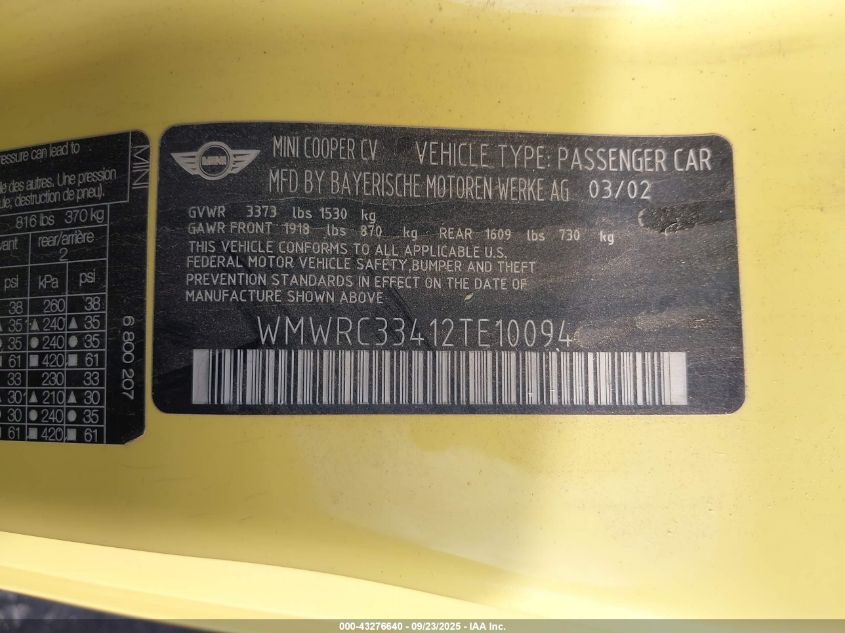 ressure can lead to
le des autres. Une pression
ule; destruction de pneu).
816 lbs 370 kg
vant rear/arrière
2
psi kPa psi
38 260 38
35 ▲ 240 ▲ 35
35 ● 240 ● 35
61 ■ 420 ■ 61
33 230 33
30 ▲ 210 ▲ 30
30 ● 240 ● 35
61 ■ 420 ■ 61
MINI
6 800 207
MINI
MINI COOPER CV VEHICLE TYPE: PASSENGER CAR
MFD BY BAYERISCHE MOTOREN WERKE AG 03/02
GVWR 3373 lbs 1530 kg
GAWR FRONT 1918 lbs 870 kg REAR 1609 lbs 730 kg
THIS VEHICLE CONFORMS TO ALL APPLICABLE U.S.
FEDERAL MOTOR VEHICLE SAFETY,BUMPER AND THEFT
PREVENTION STANDARDS IN EFFECT ON THE DATE OF
MANUFACTURE SHOWN ABOVE
WMWRC33412TE10094
000-43276640 - 09/23/2025 - IAA Inc.